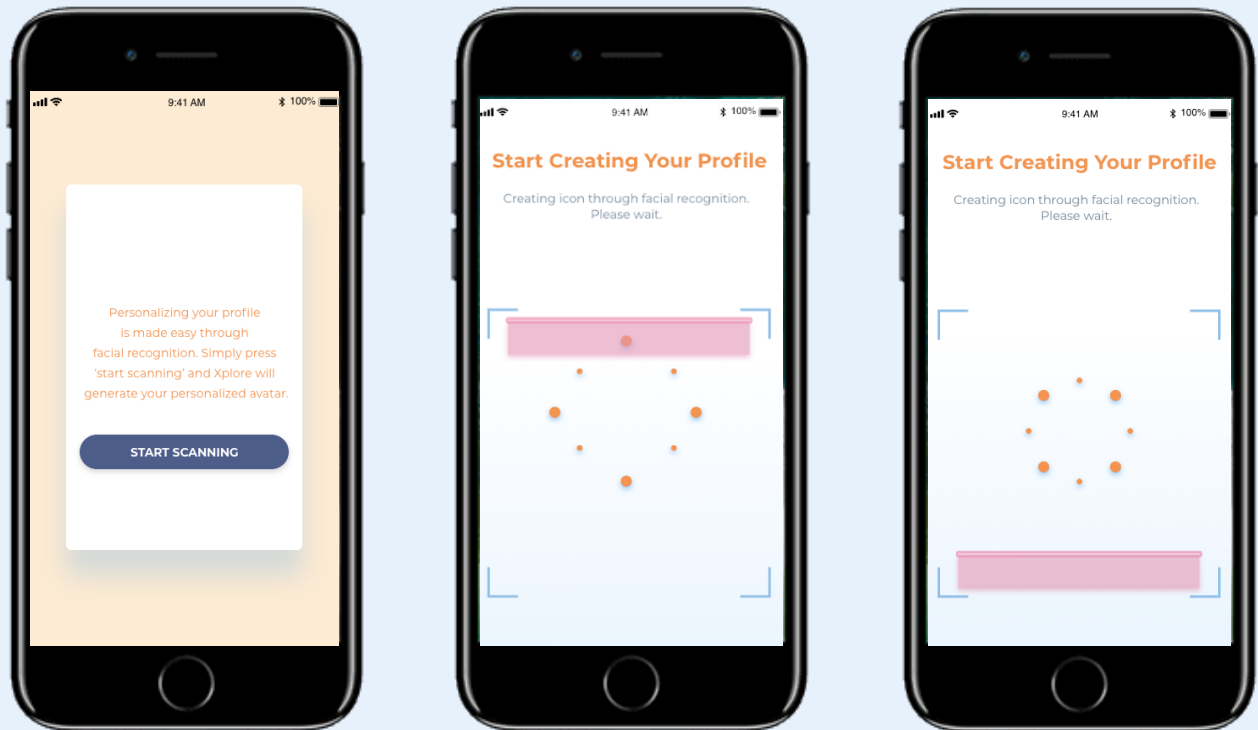 9:41 AM
100%
Personalizing your profile
is made easy through
facial recognition. Simply press
‘start scanning’ and Xplore will
generate your personalized avatar.
START SCANNING
9:41 AM
100%
Start Creating Your Profile
Creating icon through facial recognition.
Please wait.
9:41 AM
100%
Start Creating Your Profile
Creating icon through facial recognition.
Please wait.